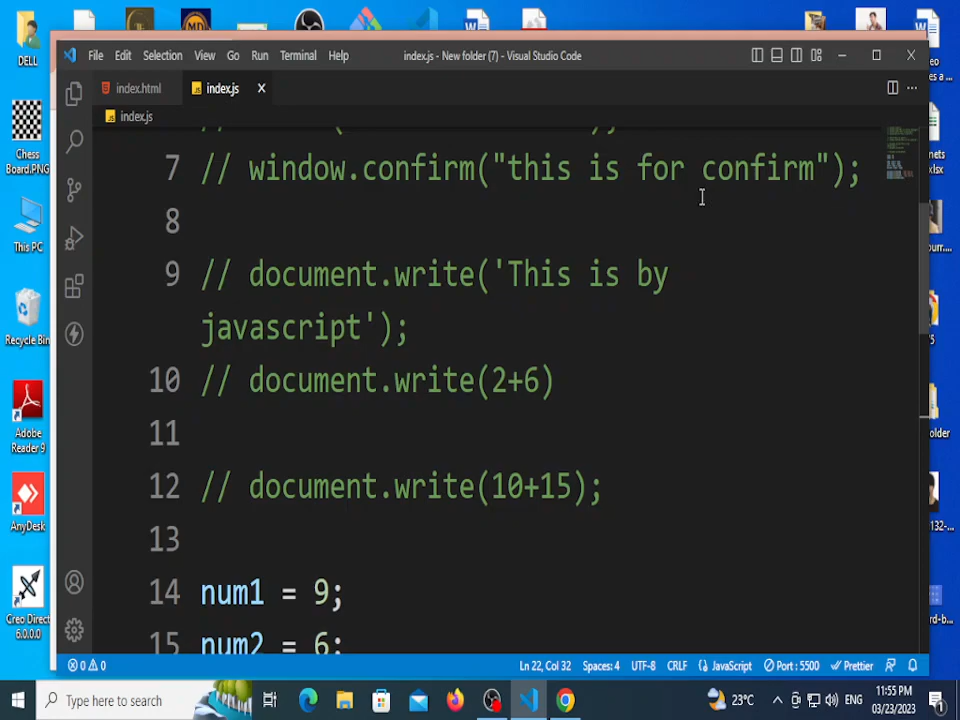 DELL
File Edit Selection View Go Run Terminal Help
index.js - New folder (7) - Visual Studio Code
index.html
index.js
index.js
7 // window.confirm("this is for confirm");
8
9 // document.write('This is by
javascript');
10 // document.write(2+6)
11
12 // document.write(10+15);
13
14 num1 = 9;
15 num2 = 6;
Chess
Board.PNG
This PC
Recycle Bin
Adobe
Reader 9
AnyDesk
Creo Direct
6.0.0.0
0 0
Ln 22, Col 32 Spaces: 4 UTF-8 CRLF JavaScript Port : 5500 Prettier
Type here to search
23°C
ENG
11:55 PM
03/23/2023
1